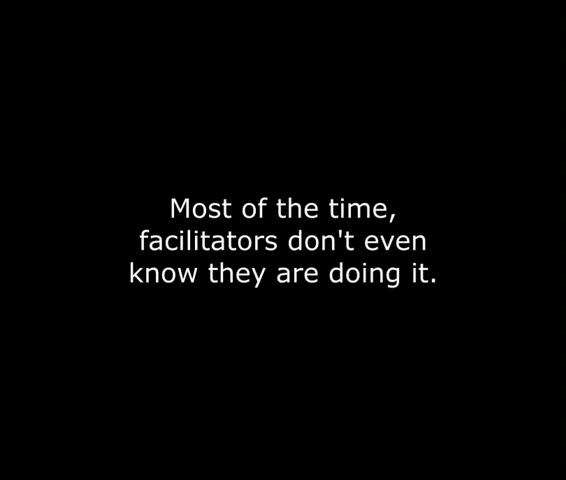 Most of the time,
facilitators don't even
know they are doing it.